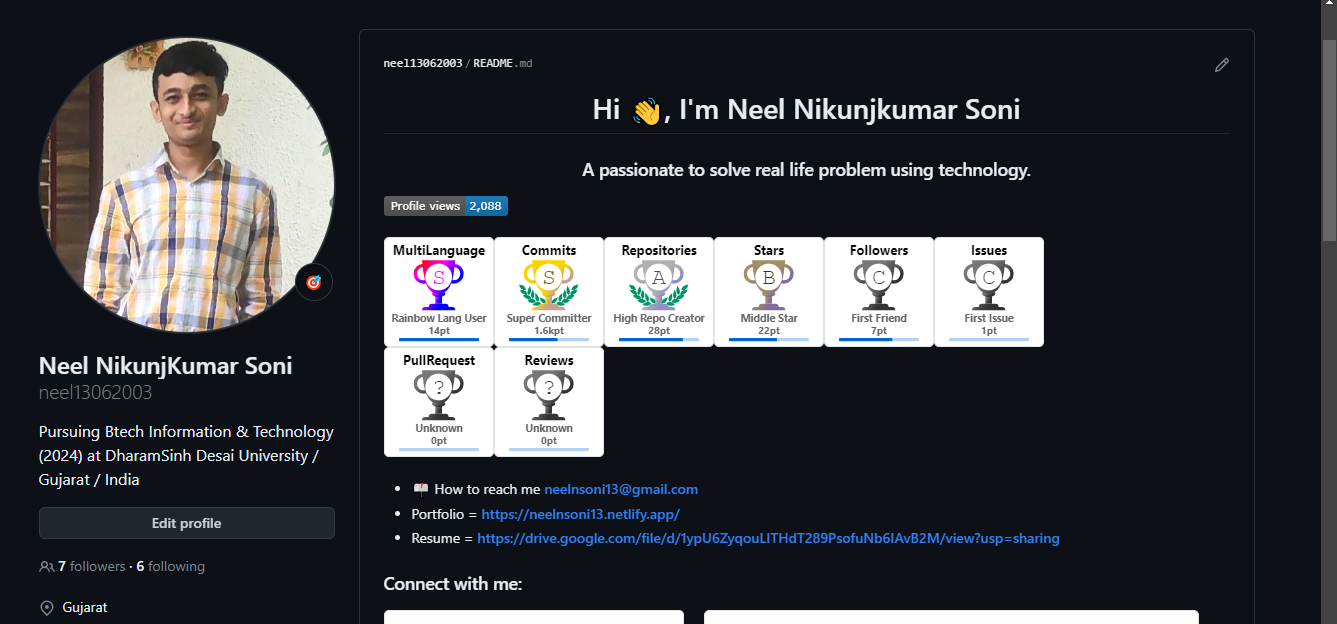 neel13062003 / README.md
Hi 👋, I'm Neel Nikunjkumar Soni
A passionate to solve real life problem using technology.
Profile views 2,088
MultiLanguage Commits Repositories Stars Followers Issues
S S A B C C
Rainbow Lang User Super Committer High Repo Creator Middle Star First Friend First Issue
14pt 1.6kpt 28pt 22pt 7pt 1pt
PullRequest Reviews
? ?
Unknown Unknown
0pt 0pt
How to reach me neelnsoni13@gmail.com
Portfolio = https://neelnsoni13.netlify.app/
Resume = https://drive.google.com/file/d/1ypU6ZyqouLlTHdT289PsofuNb6IAvB2M/view?usp=sharing
Connect with me:
Neel NikunjKumar Soni
neel13062003
Pursuing Btech Information & Technology
(2024) at DharamSinh Desai University /
Gujarat / India
Edit profile
7 followers · 6 following
Gujarat